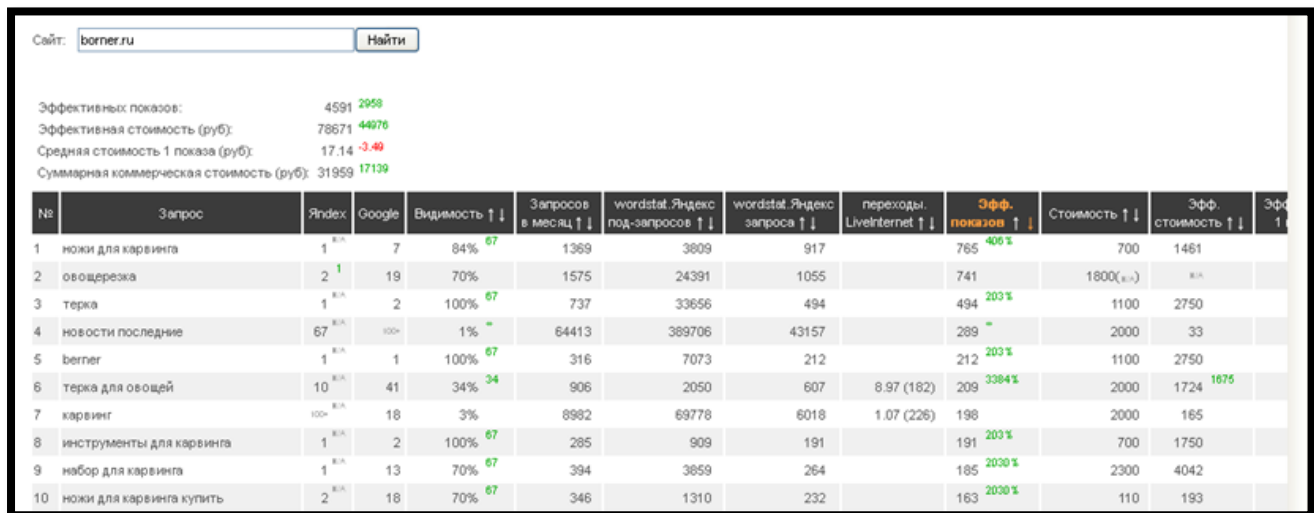 Сайт: borner.ru Найти
Эффективных показов: 4591 2958
Эффективная стоимость (руб): 78671 44976
Средняя стоимость 1 показа (руб): 17.14 -3.49
Суммарная коммерческая стоимость (руб): 31959 17139
№ Запрос Яndex Google Видимость ↑↓ Запросов в месяц ↑↓ wordstat.Яндекс под-запросов ↑↓ wordstat.Яндекс запроса ↑↓ переходы. LiveInternet ↑↓ Эфф. показов ↑↓ Стоимость ↑↓ Эфф. стоимость ↑↓
1 ножи для карвинга 1 N/A 7 84% 67 1369 3809 917 765 406% 700 1461
2 овощерезка 2 1 19 70% 1575 24391 1055 741 1800(N/A) N/A
3 терка 1 N/A 2 100% 67 737 33656 494 494 203% 1100 2750
4 новости последние 67 N/A 100+ 1% 64413 389706 43157 289 2000 33
5 berner 1 N/A 1 100% 67 316 7073 212 212 203% 1100 2750
6 терка для овощей 10 N/A 41 34% 34 906 2050 607 8.97 (182) 209 3384% 2000 1724 1675
7 карвинг 100+ N/A 18 3% 8982 69778 6018 1.07 (226) 198 2000 165
8 инструменты для карвинга 1 N/A 2 100% 67 285 909 191 191 203% 700 1750
9 набор для карвинга 1 N/A 13 70% 67 394 3859 264 185 2030% 2300 4042
10 ножи для карвинга купить 2 N/A 18 70% 67 346 1310 232 163 2030% 110 193